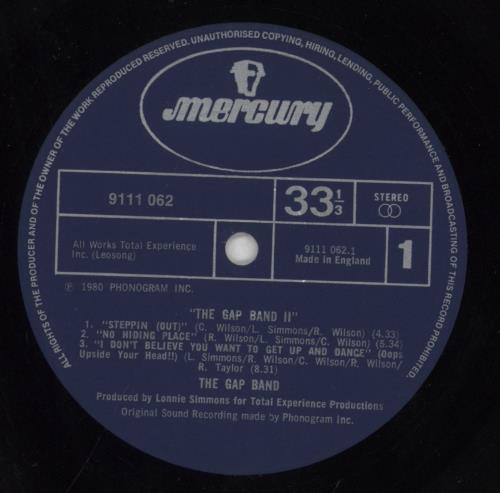 ALL RIGHTS OF THE PRODUCER AND OF THE OWNER OF THE WORK REPRODUCED RESERVED. UNAUTHORISED COPYING, HIRING, LENDING, PUBLIC PERFORMANCE AND BROADCASTING OF THIS RECORD PROHIBITED.
mercury
9111 062
33 1/3
STEREO
All Works Total Experience
Inc. (Leosong)
9111 062.1
Made in England
1
℗ 1980 PHONOGRAM INC.
"THE GAP BAND II"
1. "STEPPIN (OUT)" (C. Wilson/L. Simmons/R. Wilson) (4.33)
2. "NO HIDING PLACE" (R. Wilson/L. Simmons/C. Wilson) (5.34)
3. "I DON'T BELIEVE YOU WANT TO GET UP AND DANCE" (Oops
Upside Your Head!!) (L. Simmons/R. Wilson/C. Wilson/R. Wilson/
R. Taylor) (8.31)
THE GAP BAND
Produced by Lonnie Simmons for Total Experience Productions
Original Sound Recording made by Phonogram Inc.